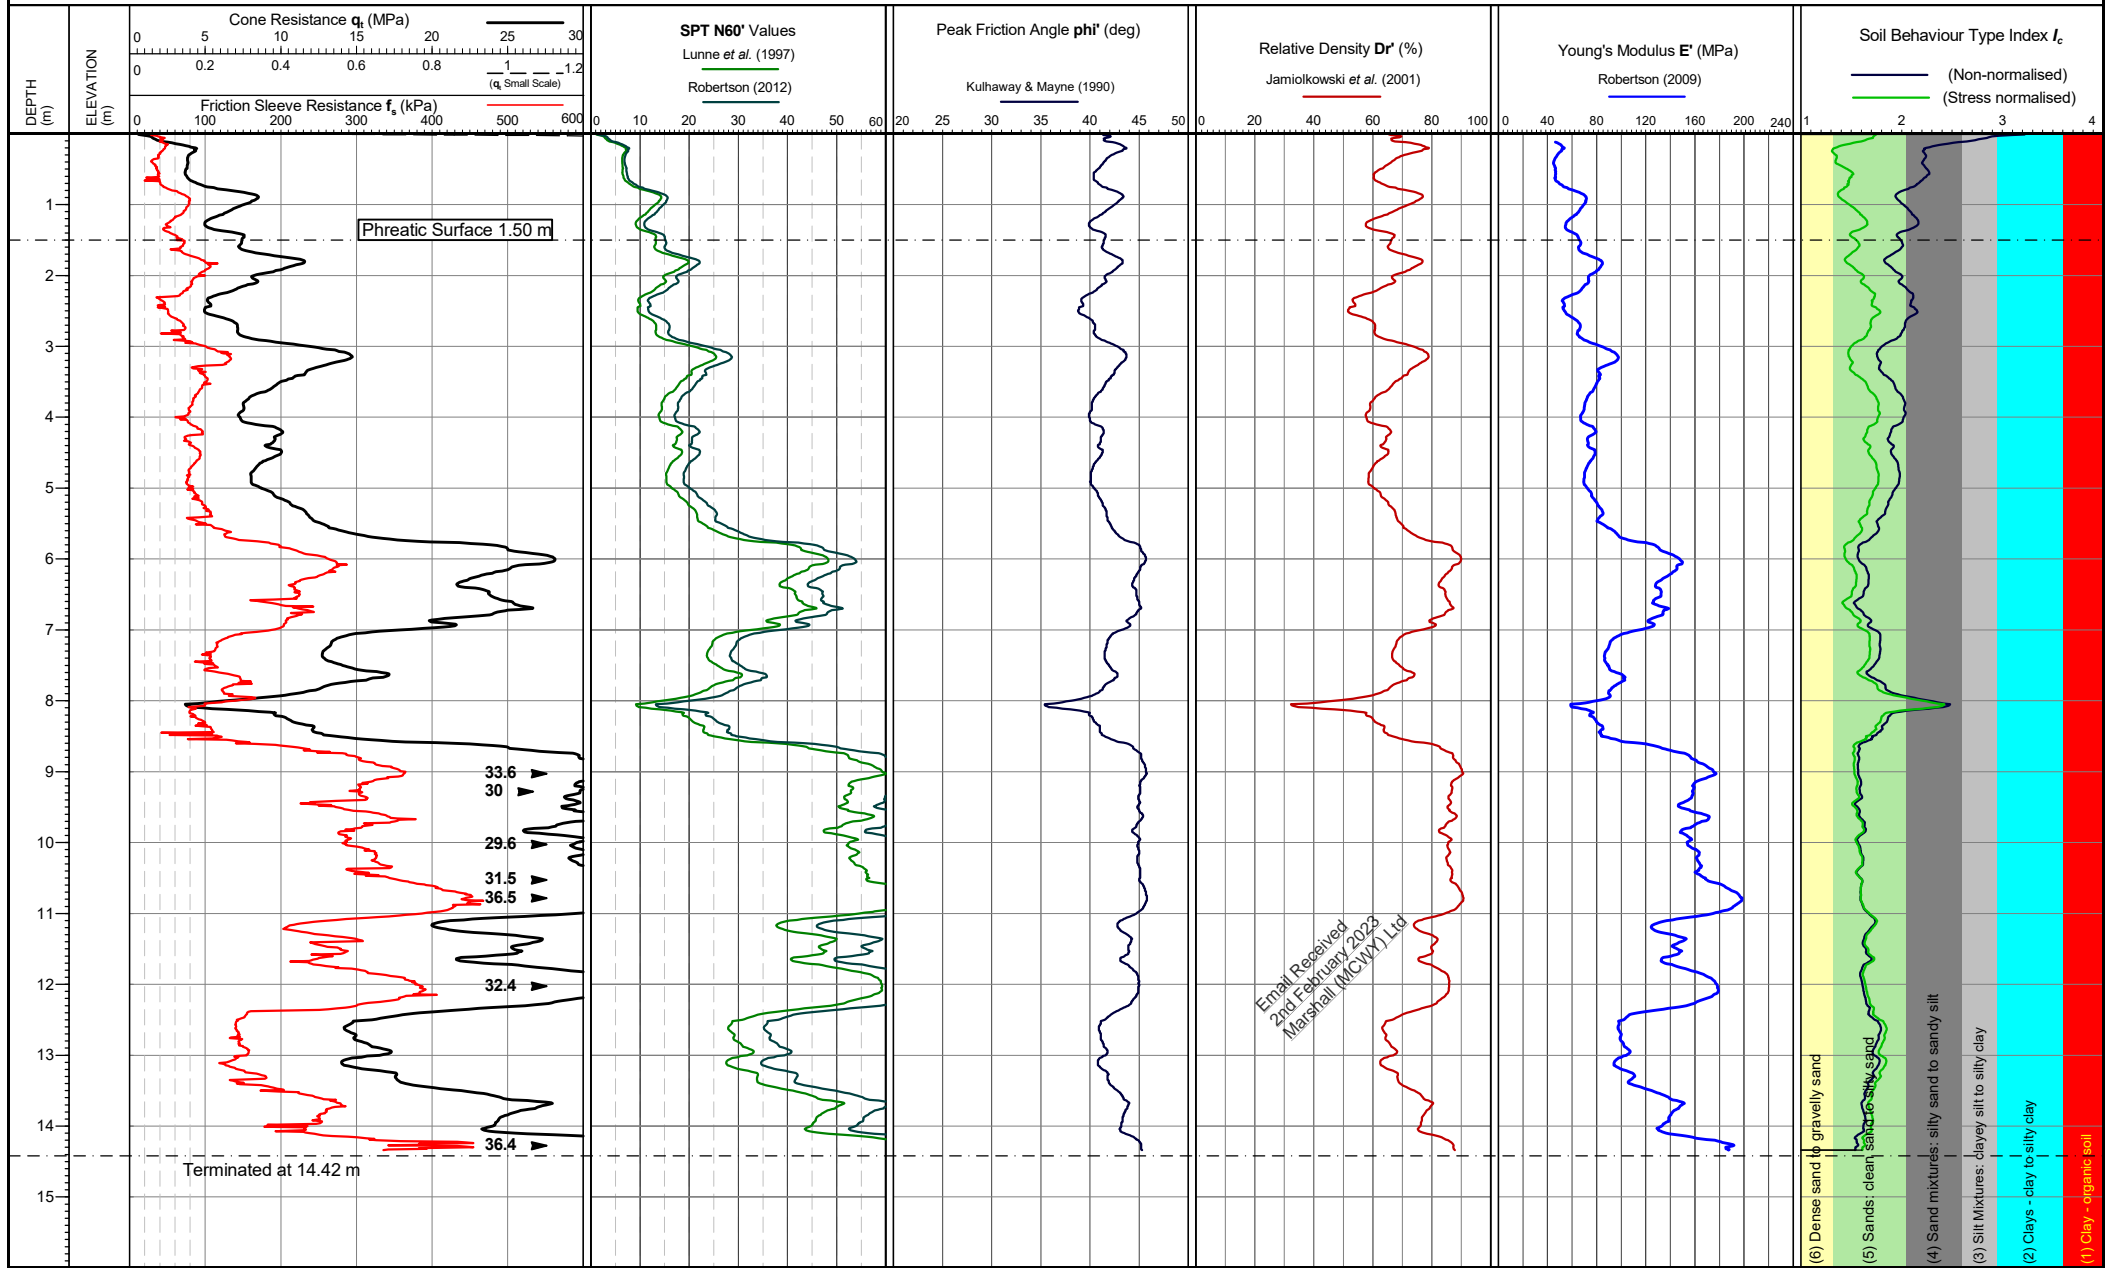 DEPTH (m)
ELEVATION (m)
Cone Resistance qt (MPa)
0 5 10 15 20 25 30
0 0.2 0.4 0.6 0.8 1 1.2
(qt Small Scale)
Friction Sleeve Resistance fs (kPa)
0 100 200 300 400 500 600
SPT N60' Values
Lunne et al. (1997)
Robertson (2012)
0 10 20 30 40 50 60
Peak Friction Angle phi' (deg)
Kulhaway & Mayne (1990)
20 25 30 35 40 45 50
Relative Density Dr' (%)
Jamiolkowski et al. (2001)
0 20 40 60 80 100
Young's Modulus E' (MPa)
Robertson (2009)
0 40 80 120 160 200 240
Soil Behaviour Type Index Ic
(Non-normalised)
(Stress normalised)
1 2 3 4
1
Phreatic Surface 1.50 m
2
3
4
5
6
7
8
9
33.6
30
10
29.6
31.5
36.5
11
12
32.4
13
14
36.4
Terminated at 14.42 m
15
Email Received
2nd February 2023
Marshall (MCWY) Ltd
(6) Dense sand to gravelly sand
(5) Sands: clean sand to silty sand
(4) Sand mixtures: silty sand to sandy silt
(3) Silt Mixtures: clayey silt to silty clay
(2) Clays - clay to silty clay
(1) Clay - organic soil